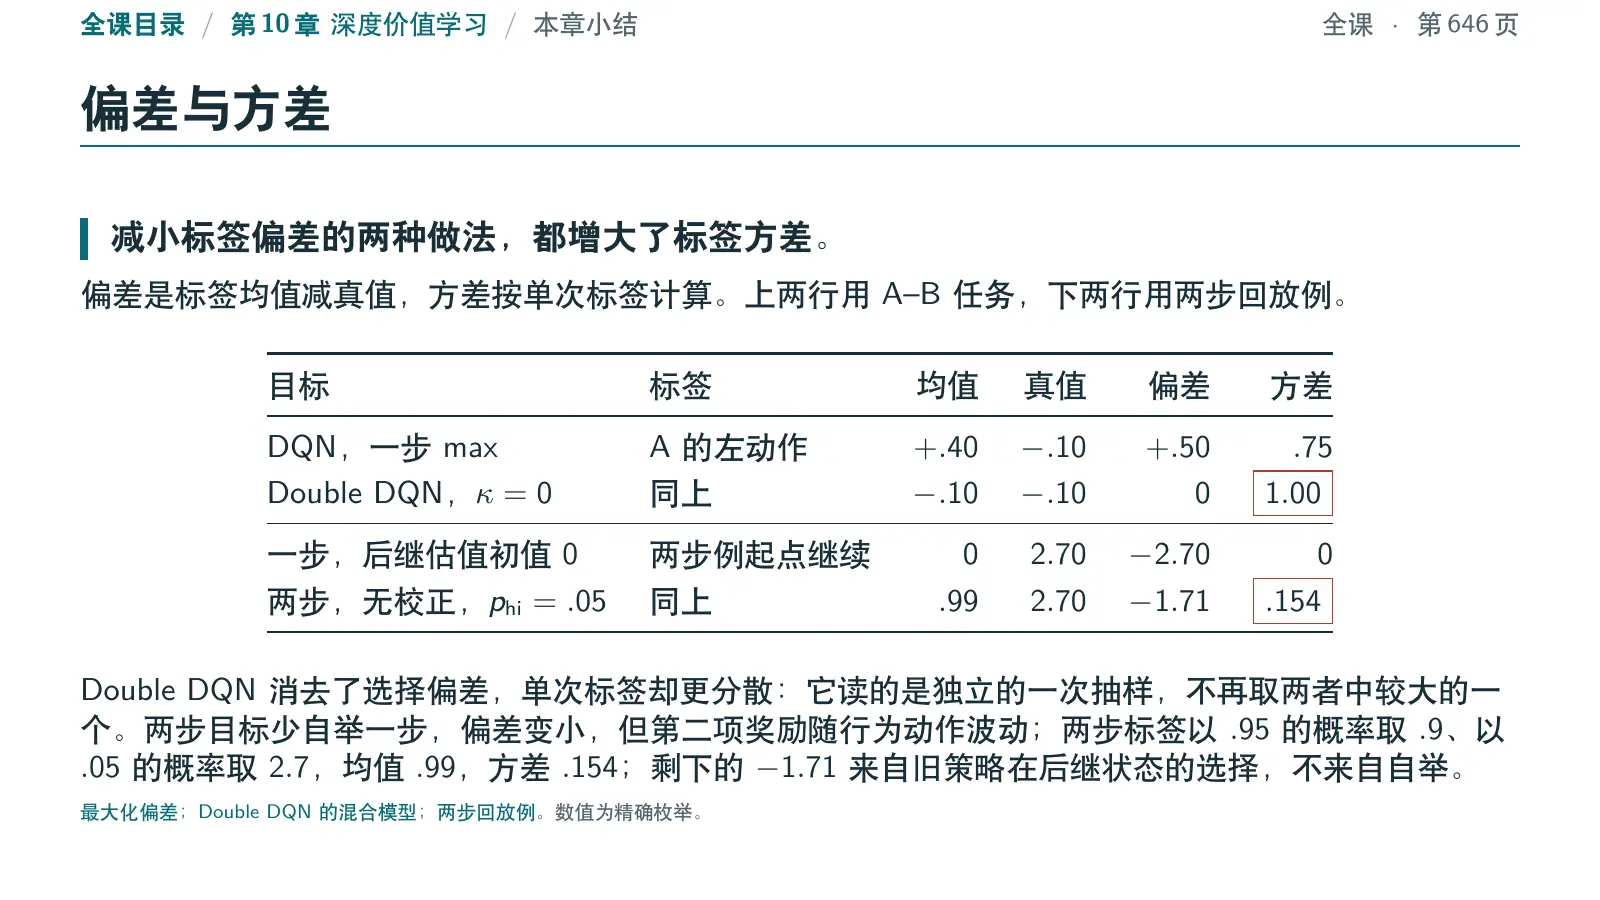 全课目录 / 第 10 章 深度价值学习 / 本章小结
全课 · 第 646 页
偏差与方差
减小标签偏差的两种做法，都增大了标签方差。
偏差是标签均值减真值，方差按单次标签计算。上两行用 A–B 任务，下两行用两步回放例。
目标 标签 均值 真值 偏差 方差
DQN，一步 max A 的左动作 +.40 −.10 +.50 .75
Double DQN，κ = 0 同上 −.10 −.10 0 1.00
一步，后继估值初值 0 两步例起点继续 0 2.70 −2.70 0
两步，无校正，p_hi = .05 同上 .99 2.70 −1.71 .154
Double DQN 消去了选择偏差，单次标签却更分散：它读的是独立的一次抽样，不再取两者中较大的一
个。两步目标少自举一步，偏差变小，但第二项奖励随行为动作波动；两步标签以 .95 的概率取 .9、以
.05 的概率取 2.7，均值 .99，方差 .154；剩下的 −1.71 来自旧策略在后继状态的选择，不来自自举。
最大化偏差；Double DQN 的混合模型；两步回放例。数值为精确枚举。